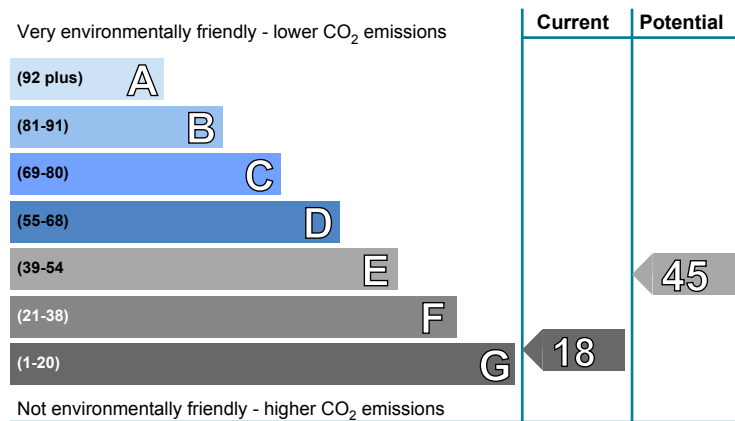 Very environmentally friendly - lower CO₂ emissions
Current
Potential
(92 plus) A
(81-91) B
(69-80) C
(55-68) D
(39-54 E
45
(21-38) F
(1-20) G
18
Not environmentally friendly - higher CO₂ emissions